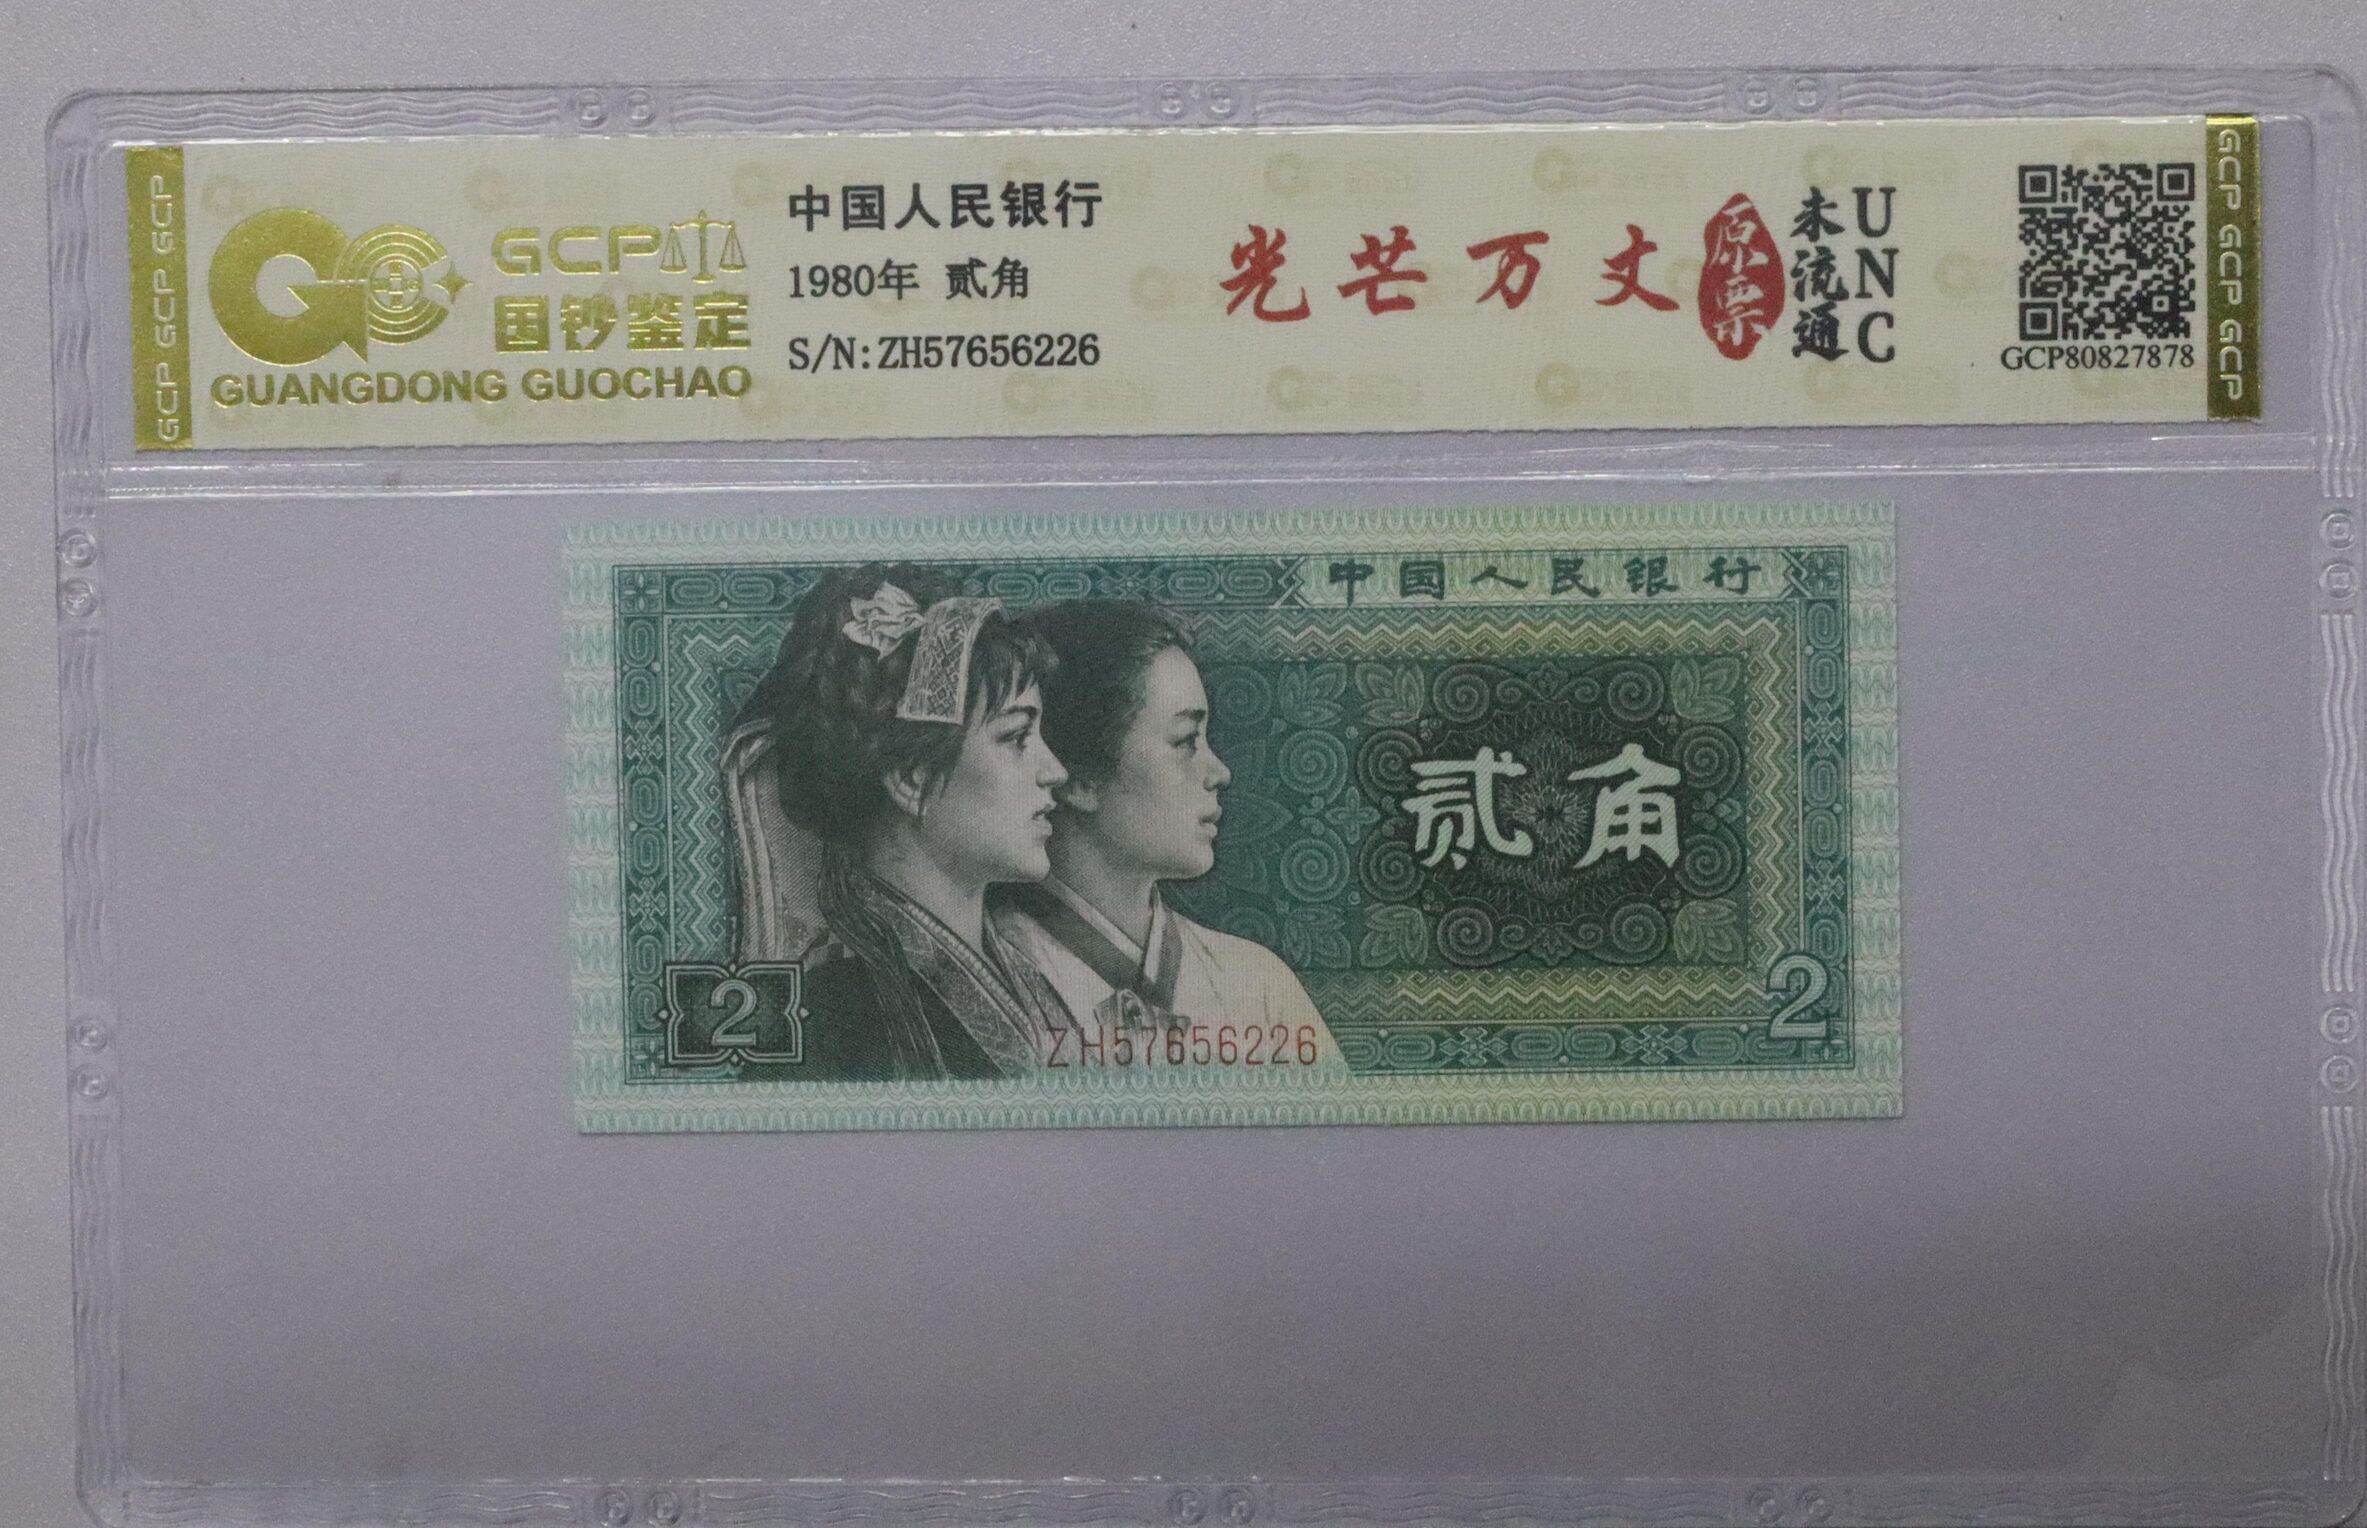 GCP GCP GCP
GCP
国钞鉴定
GUANGDONG GUOCHAO
中国人民银行
1980年 贰角
S/N:ZH57656226
光芒万丈
原票
未流通
UNC
GCP80827878
GCP GCP GCP
中国人民银行
贰角
2
2
ZH57656226